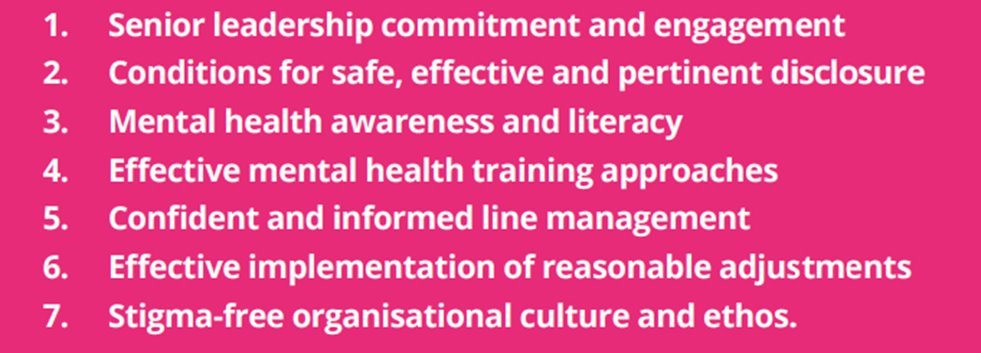 1. Senior leadership commitment and engagement
2. Conditions for safe, effective and pertinent disclosure
3. Mental health awareness and literacy
4. Effective mental health training approaches
5. Confident and informed line management
6. Effective implementation of reasonable adjustments
7. Stigma-free organisational culture and ethos.